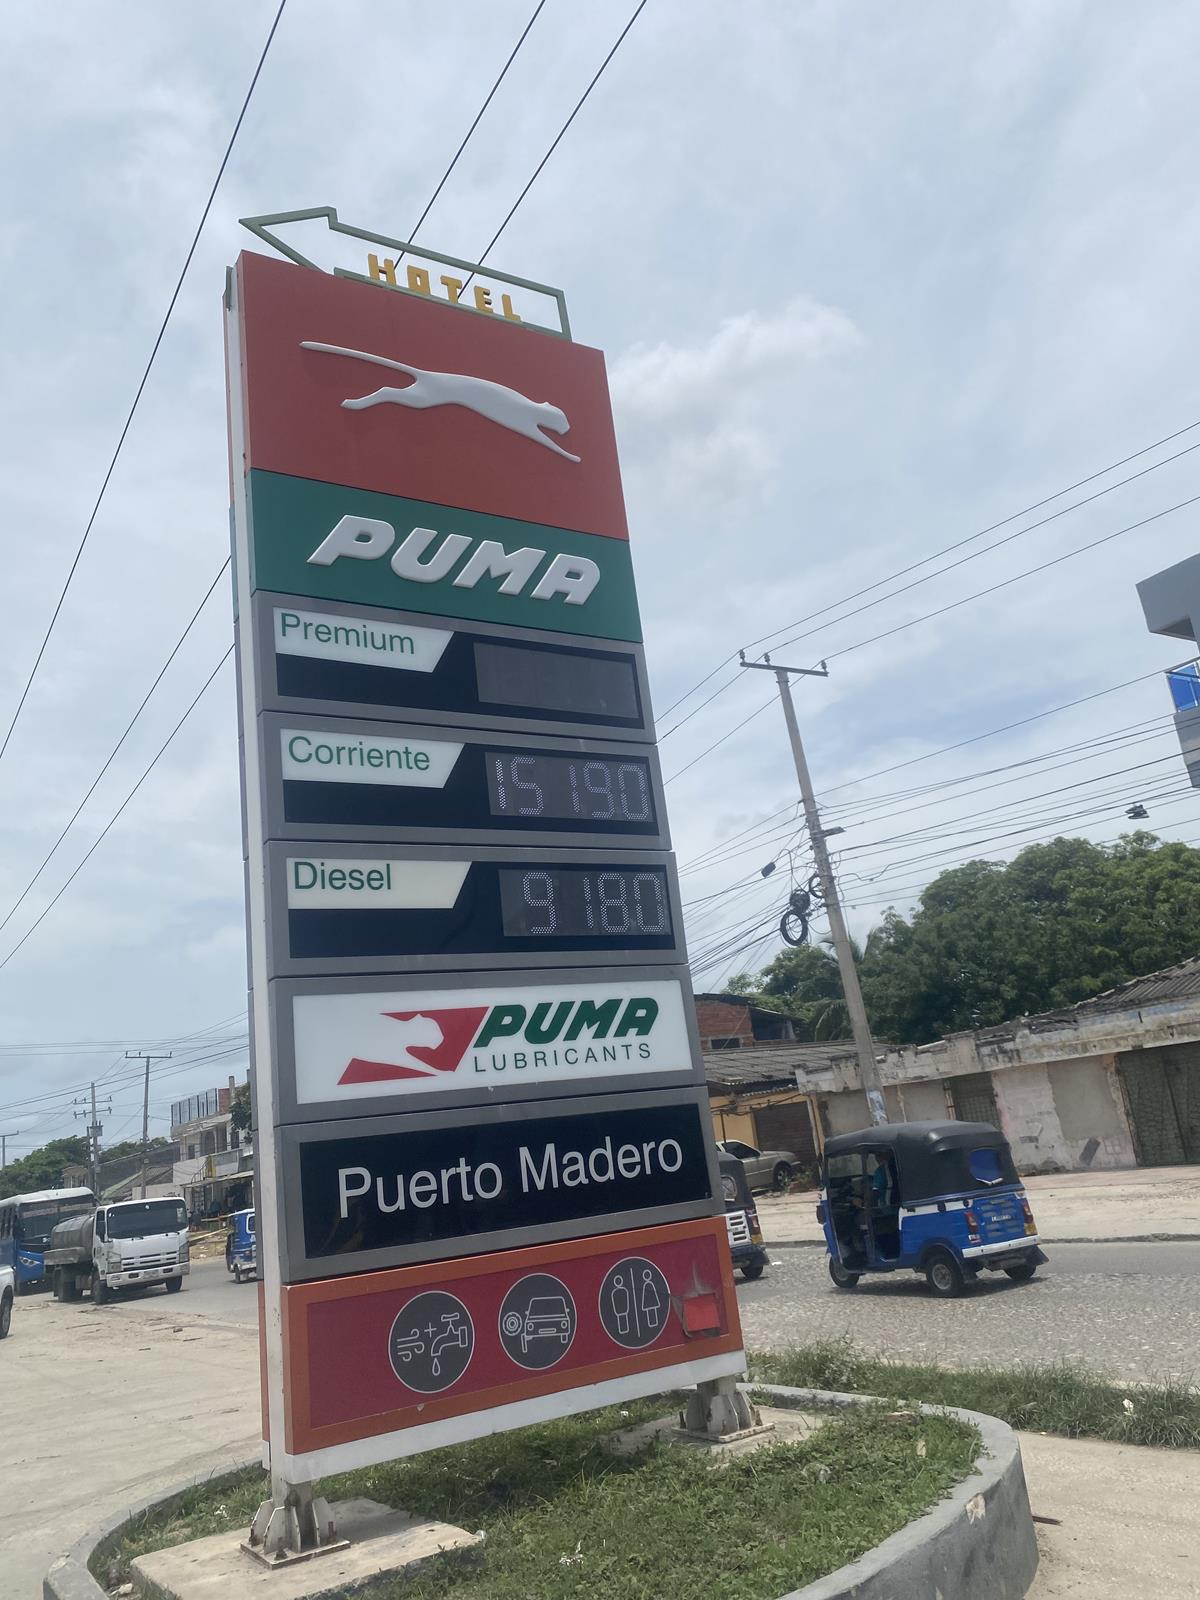 HOTEL
PUMA
Premium
Corriente
15190
Diesel
9180
PUMA
LUBRICANTS
Puerto Madero